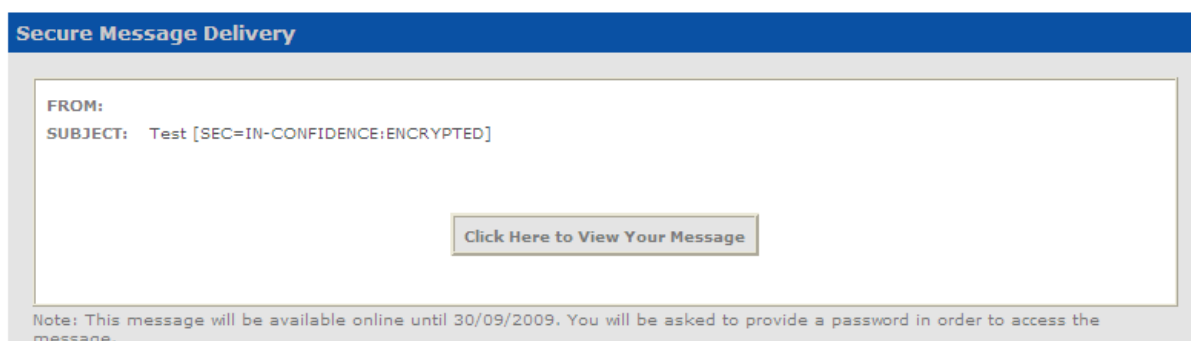 Secure Message Delivery
FROM:
SUBJECT: Test [SEC=IN-CONFIDENCE:ENCRYPTED]
Click Here to View Your Message
Note: This message will be available online until 30/09/2009. You will be asked to provide a password in order to access the
message.